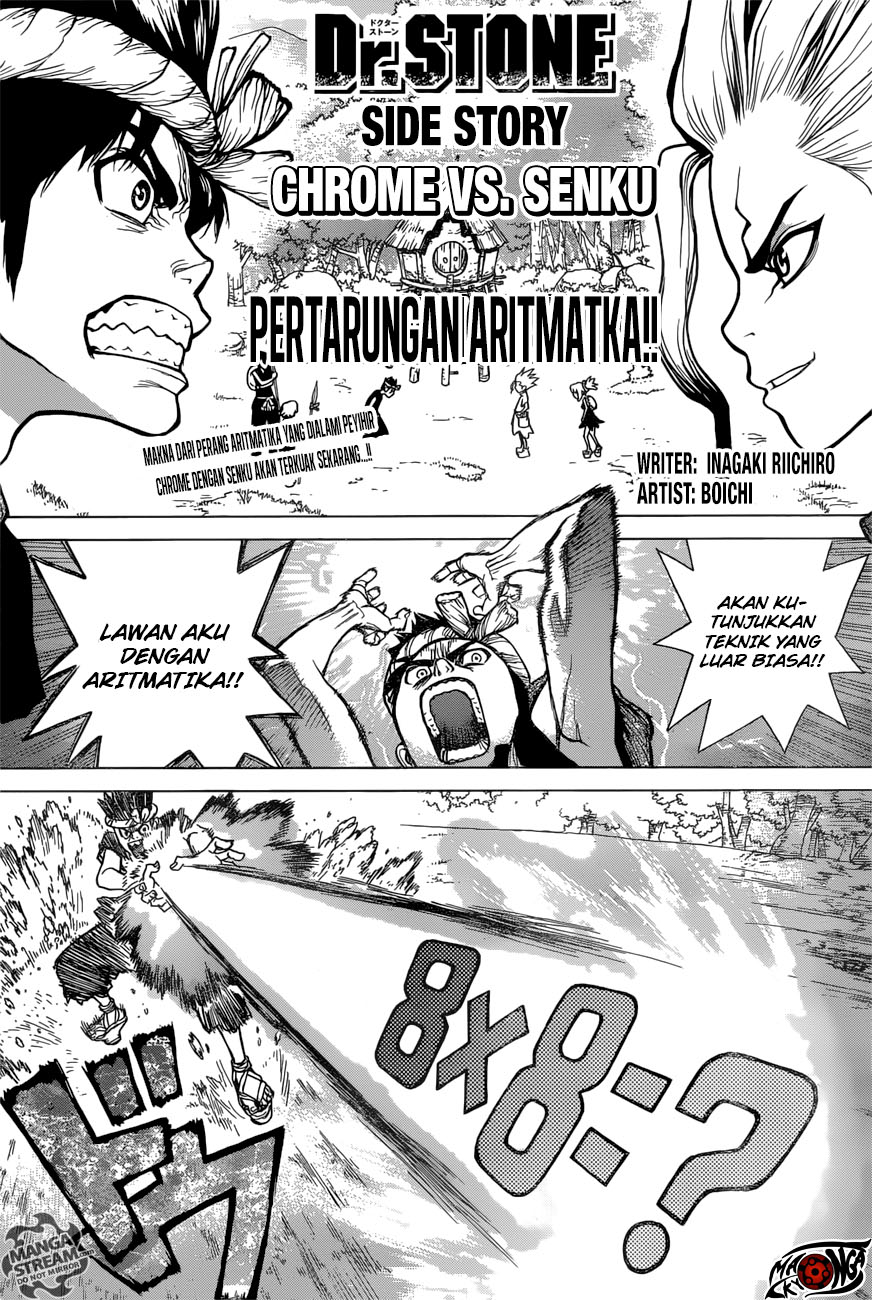 ドクター
ストーン
Dr.STONE
SIDE STORY
CHROME VS. SENKU
PERTARUNGAN ARITMATKA!!
MAKNA DARI PERANG ARITMATIKA YANG DIALAMI PEYIHIR
CHROME DENGAN SENKU AKAN TERKUAK SEKARANG...!!
WRITER: INAGAKI RIICHIRO
ARTIST: BOICHI
AKAN KU-
TUNJUKKAN
TEKNIK YANG
LUAR BIASA!!
LAWAN AKU
DENGAN
ARITMATIKA!!
8x8=?
ドン
MANGA
STREAM.com
DO NOT MIRROR
MAKINGA